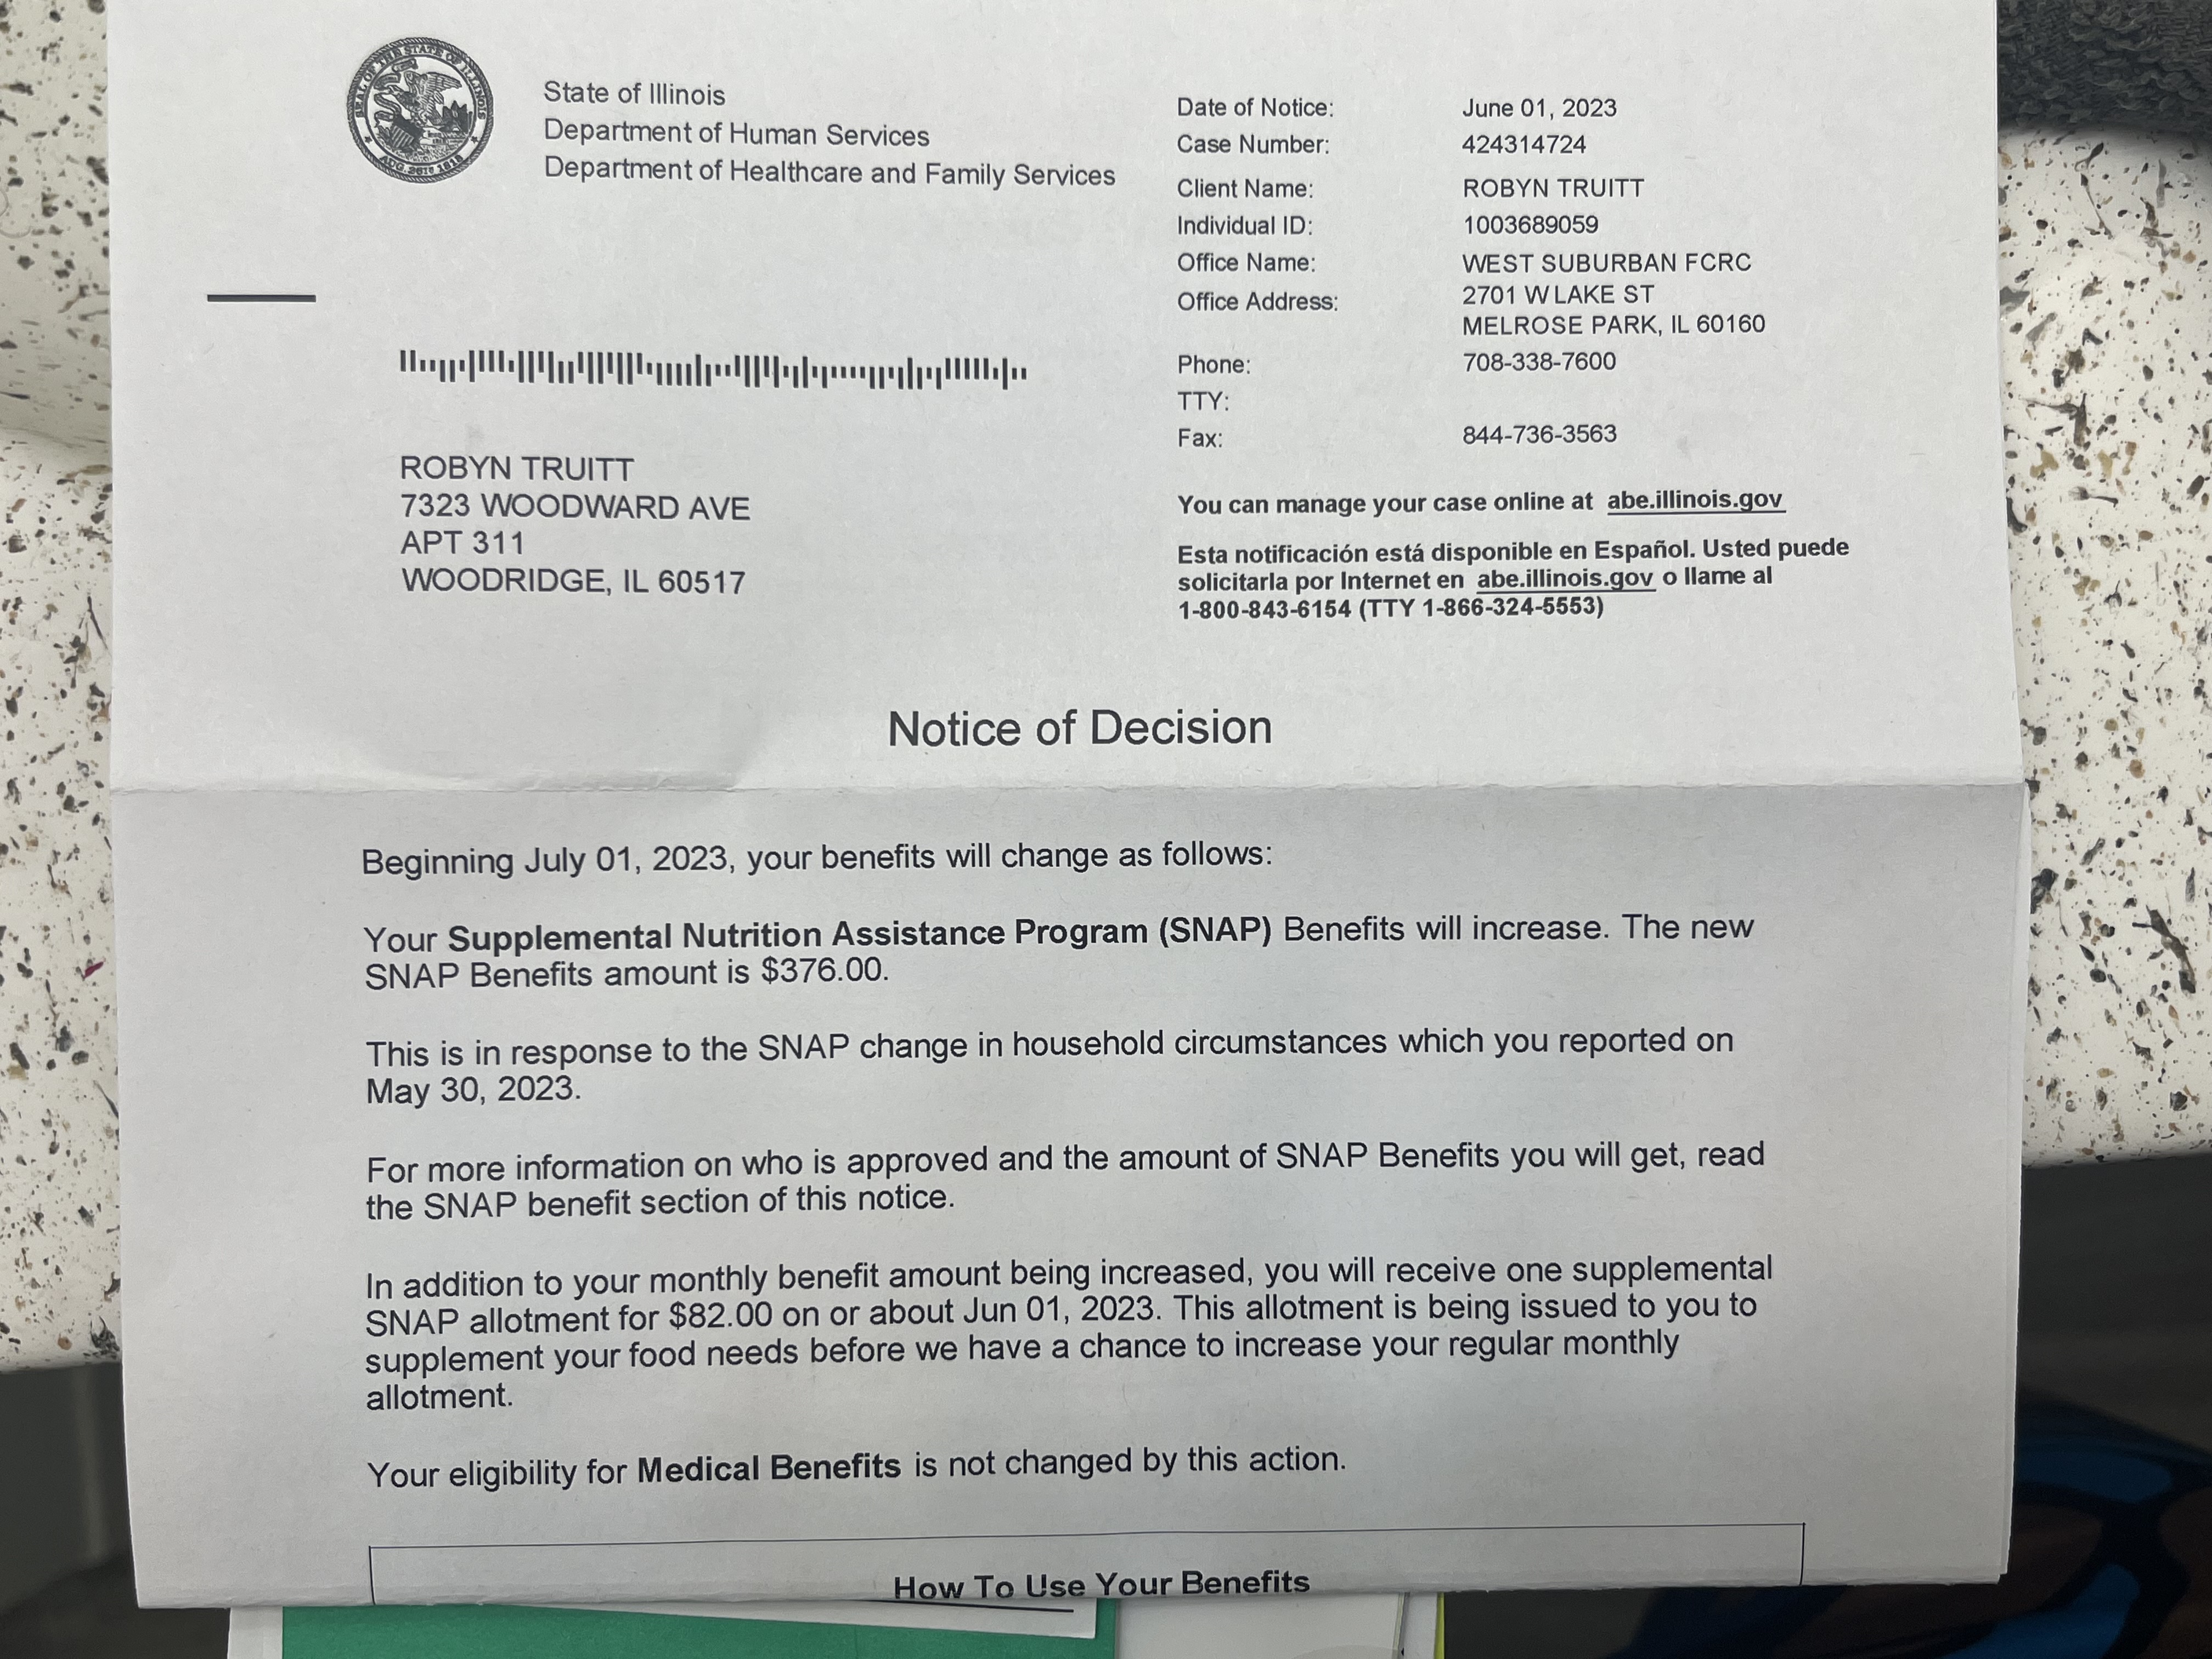 SEAL OF THE STATE OF ILLINOIS
AUG. 26TH 1818
State of Illinois
Department of Human Services
Department of Healthcare and Family Services
Date of Notice: June 01, 2023
Case Number: 424314724
Client Name: ROBYN TRUITT
Individual ID: 1003689059
Office Name: WEST SUBURBAN FCRC
Office Address: 2701 W LAKE ST
MELROSE PARK, IL 60160
Phone: 708-338-7600
TTY:
Fax: 844-736-3563
ROBYN TRUITT
7323 WOODWARD AVE
APT 311
WOODRIDGE, IL 60517
You can manage your case online at abe.illinois.gov
Esta notificación está disponible en Español. Usted puede
solicitarla por Internet en abe.illinois.gov o llame al
1-800-843-6154 (TTY 1-866-324-5553)
Notice of Decision
Beginning July 01, 2023, your benefits will change as follows:
Your Supplemental Nutrition Assistance Program (SNAP) Benefits will increase. The new
SNAP Benefits amount is $376.00.
This is in response to the SNAP change in household circumstances which you reported on
May 30, 2023.
For more information on who is approved and the amount of SNAP Benefits you will get, read
the SNAP benefit section of this notice.
In addition to your monthly benefit amount being increased, you will receive one supplemental
SNAP allotment for $82.00 on or about Jun 01, 2023. This allotment is being issued to you to
supplement your food needs before we have a chance to increase your regular monthly
allotment.
Your eligibility for Medical Benefits is not changed by this action.
How To Use Your Benefits